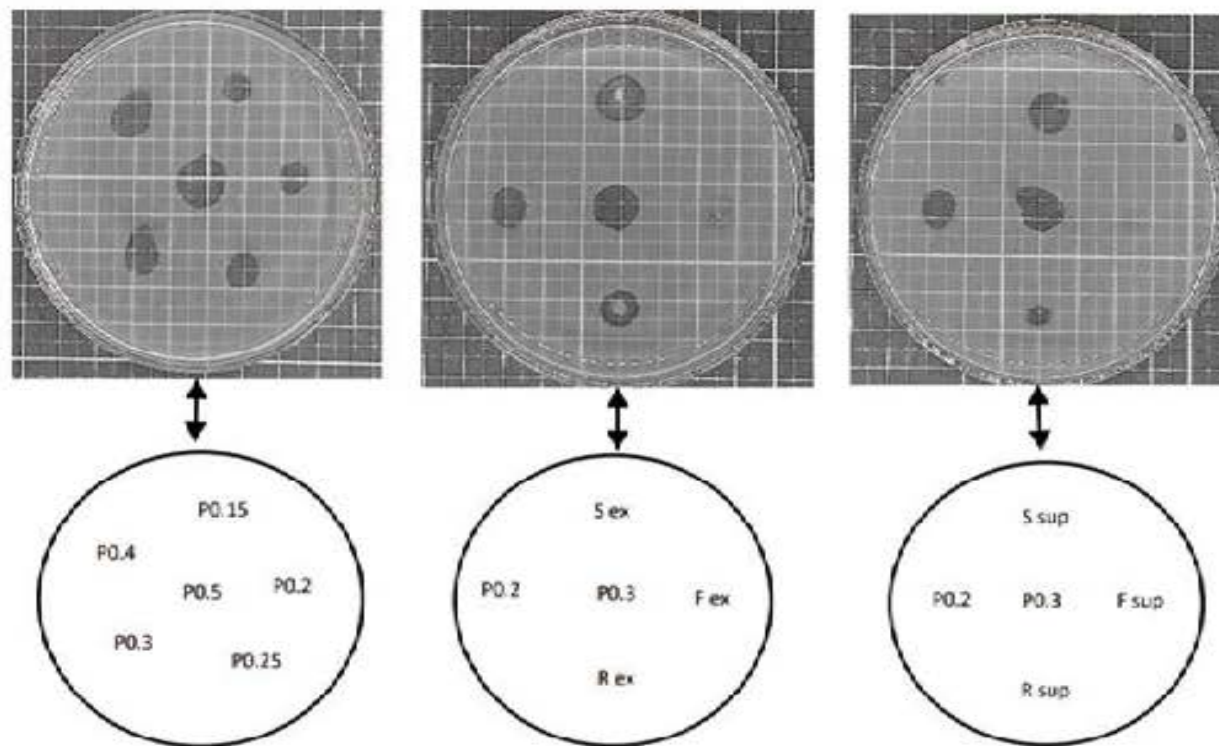 P0.15
P0.4
P0.5
P0.2
P0.3
P0.25
S ex
P0.2
P0.3
F ex
R ex
S sup
P0.2
P0.3
F sup
R sup